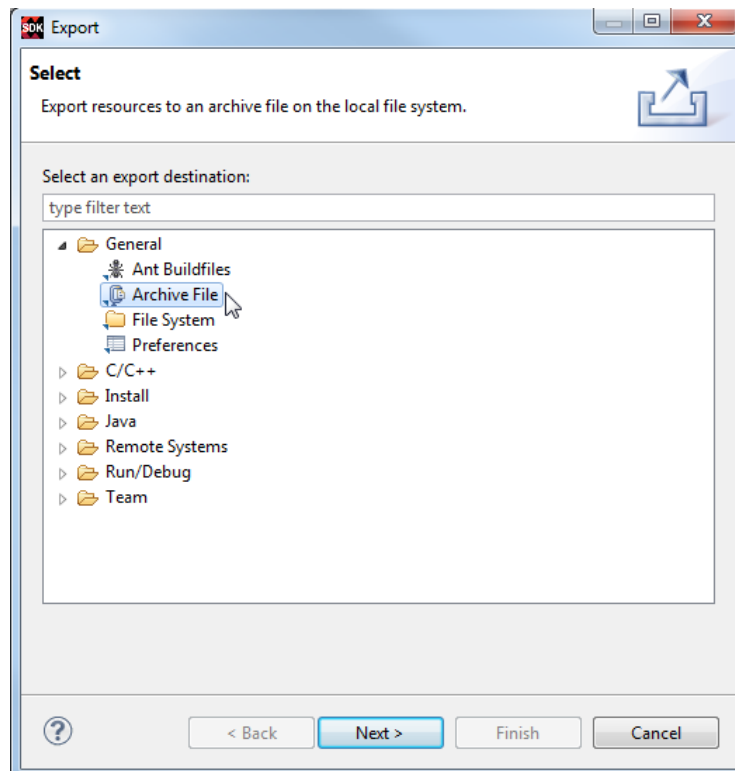 SDK Export
Select
Export resources to an archive file on the local file system.
Select an export destination:
type filter text
General
Ant Buildfiles
Archive File
File System
Preferences
C/C++
Install
Java
Remote Systems
Run/Debug
Team
? < Back Next > Finish Cancel